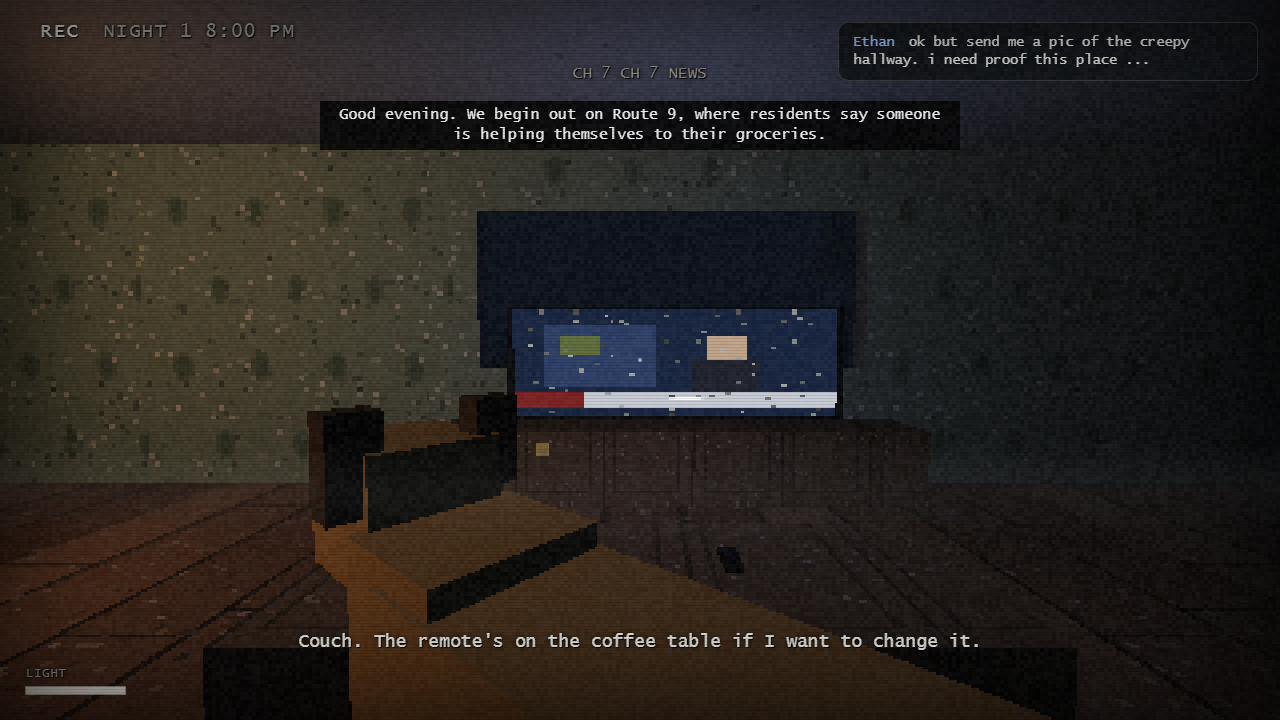 REC NIGHT 1 8:00 PM
Ethan ok but send me a pic of the creepy
hallway. i need proof this place ...
CH 7 CH 7 NEWS
Good evening. We begin out on Route 9, where residents say someone
is helping themselves to their groceries.
Couch. The remote's on the coffee table if I want to change it.
LIGHT